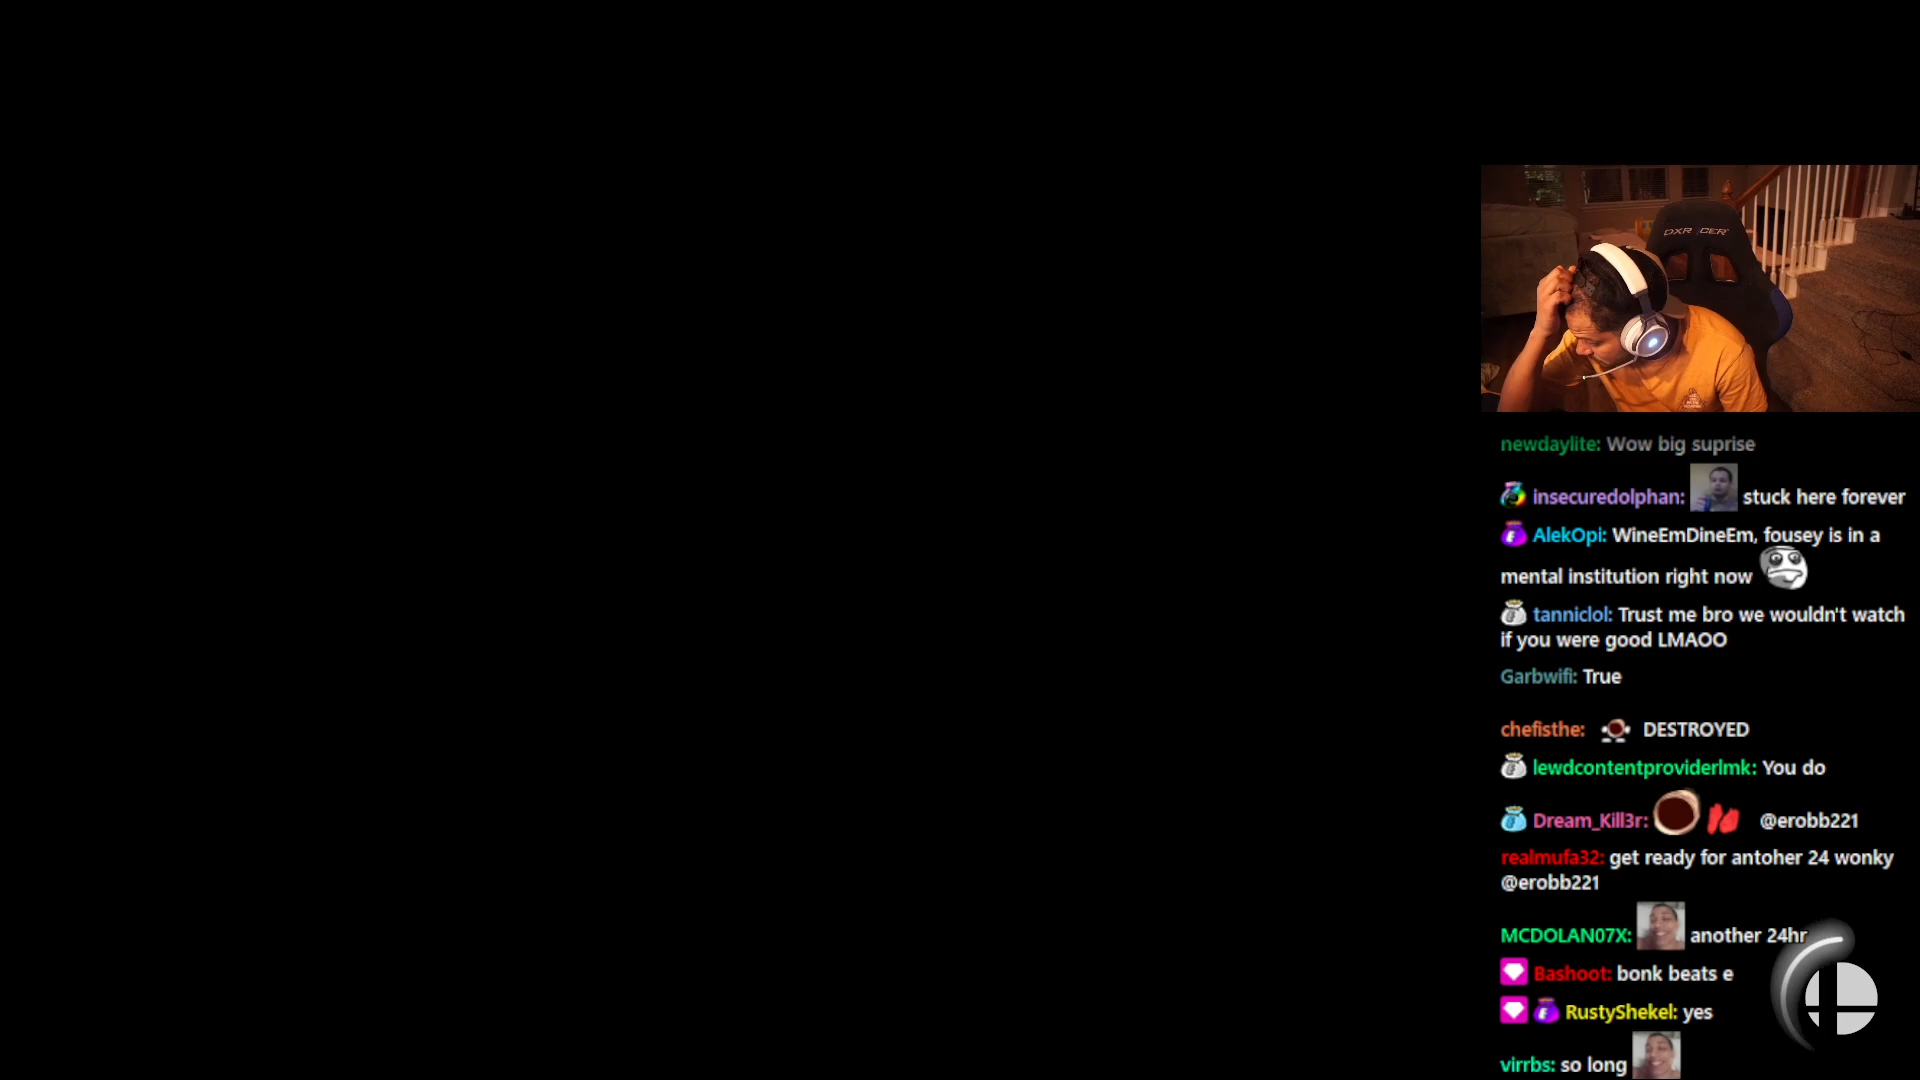 DXRACER
newdaylite: Wow big suprise
insecuredolphan: stuck here forever
AlekOpi: WineEmDineEm, fousey is in a
mental institution right now
tanniclol: Trust me bro we wouldn't watch
if you were good LMAOO
Garbwifi: True
chefisthe: DESTROYED
lewdcontentproviderlmk: You do
Dream_Kill3r: @erobb221
realmufa32: get ready for antoher 24 wonky
@erobb221
MCDOLAN07X: another 24hr
Bashoot: bonk beats e
RustyShekel: yes
virrbs: so long